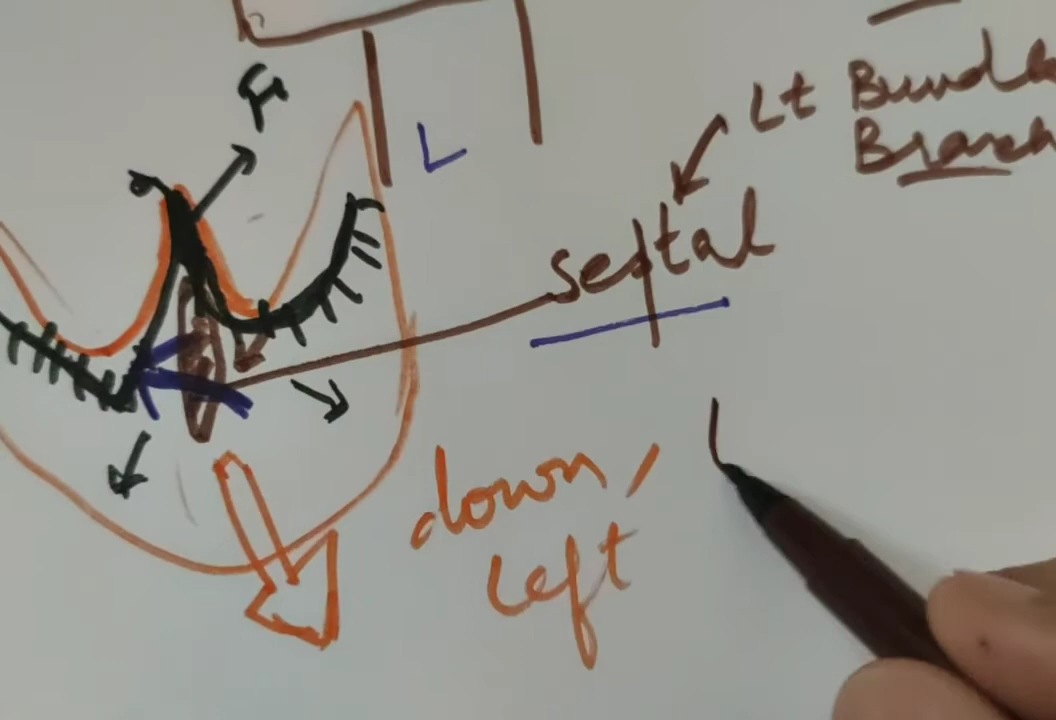 Lt Bundle
Branch
L
Septal
down,
left